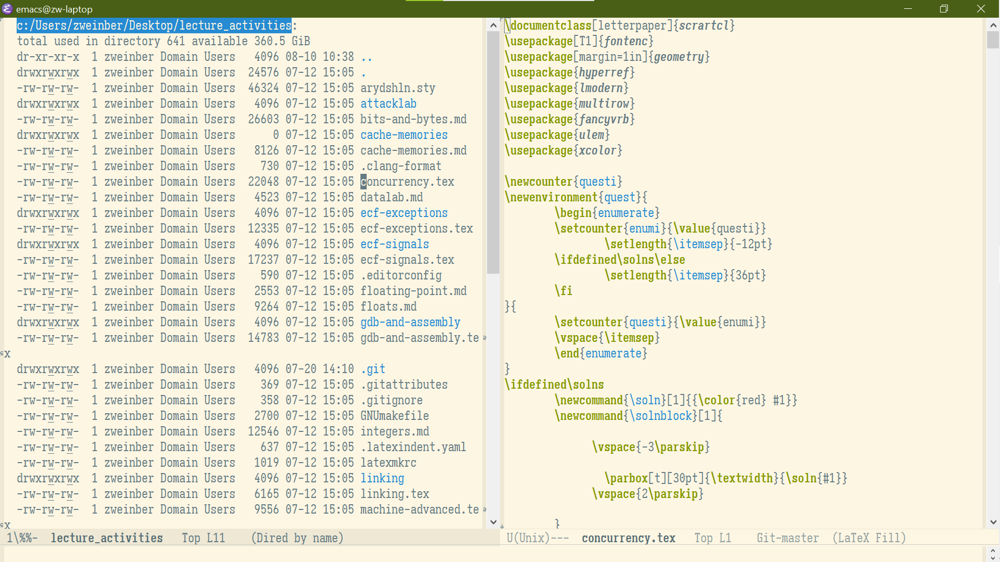 emacs@zw-laptop
c:/Users/zweinber/Desktop/lecture_activities:
total used in directory 641 available 360.5 GiB
dr-xr-xr-x  1 zweinber Domain Users   4096 08-10 10:38 ..
drwxrwxrwx  1 zweinber Domain Users  24576 07-12 15:05 .
-rw-rw-rw-  1 zweinber Domain Users  46324 07-12 15:05 arydshln.sty
drwxrwxrwx  1 zweinber Domain Users   4096 07-12 15:05 attacklab
-rw-rw-rw-  1 zweinber Domain Users  26603 07-12 15:05 bits-and-bytes.md
drwxrwxrwx  1 zweinber Domain Users      0 07-12 15:05 cache-memories
-rw-rw-rw-  1 zweinber Domain Users   8126 07-12 15:05 cache-memories.md
-rw-rw-rw-  1 zweinber Domain Users    730 07-12 15:05 .clang-format
-rw-rw-rw-  1 zweinber Domain Users  22048 07-12 15:05 concurrency.tex
-rw-rw-rw-  1 zweinber Domain Users   4523 07-12 15:05 datalab.md
drwxrwxrwx  1 zweinber Domain Users   4096 07-12 15:05 ecf-exceptions
-rw-rw-rw-  1 zweinber Domain Users  12335 07-12 15:05 ecf-exceptions.tex
drwxrwxrwx  1 zweinber Domain Users   4096 07-12 15:05 ecf-signals
-rw-rw-rw-  1 zweinber Domain Users  17237 07-12 15:05 ecf-signals.tex
-rw-rw-rw-  1 zweinber Domain Users    590 07-12 15:05 .editorconfig
-rw-rw-rw-  1 zweinber Domain Users   2553 07-12 15:05 floating-point.md
-rw-rw-rw-  1 zweinber Domain Users   9264 07-12 15:05 floats.md
drwxrwxrwx  1 zweinber Domain Users   4096 07-12 15:05 gdb-and-assembly
-rw-rw-rw-  1 zweinber Domain Users  14783 07-12 15:05 gdb-and-assembly.te
x
drwxrwxrwx  1 zweinber Domain Users   4096 07-20 14:10 .git
-rw-rw-rw-  1 zweinber Domain Users    369 07-12 15:05 .gitattributes
-rw-rw-rw-  1 zweinber Domain Users    358 07-12 15:05 .gitignore
-rw-rw-rw-  1 zweinber Domain Users   2700 07-12 15:05 GNUmakefile
-rw-rw-rw-  1 zweinber Domain Users  12546 07-12 15:05 integers.md
-rw-rw-rw-  1 zweinber Domain Users    637 07-12 15:05 .latexindent.yaml
-rw-rw-rw-  1 zweinber Domain Users   1019 07-12 15:05 latexmkrc
drwxrwxrwx  1 zweinber Domain Users   4096 07-12 15:05 linking
-rw-rw-rw-  1 zweinber Domain Users   6165 07-12 15:05 linking.tex
-rw-rw-rw-  1 zweinber Domain Users   9556 07-12 15:05 machine-advanced.te
x
1\%%-  lecture_activities   Top L11    (Dired by name)
\documentclass[letterpaper]{scrartcl}
\usepackage[T1]{fontenc}
\usepackage[margin=1in]{geometry}
\usepackage{hyperref}
\usepackage{lmodern}
\usepackage{multirow}
\usepackage{fancyvrb}
\usepackage{ulem}
\usepackage{xcolor}
\newcounter{questi}
\newenvironment{quest}{
        \begin{enumerate}
        \setcounter{enumi}{\value{questi}}
                \setlength{\itemsep}{-12pt}
        \ifdefined\solns\else
                \setlength{\itemsep}{36pt}
        \fi
}{
        \setcounter{questi}{\value{enumi}}
        \vspace{\itemsep}
        \end{enumerate}
}
\ifdefined\solns
        \newcommand{\soln}[1]{{\color{red} #1}}
        \newcommand{\solnblock}[1]{
              \vspace{-3\parskip}
                \parbox[t][30pt]{\textwidth}{\soln{#1}}
              \vspace{2\parskip}
        }
U(Unix)---  concurrency.tex   Top L1    Git-master  (LaTeX Fill)